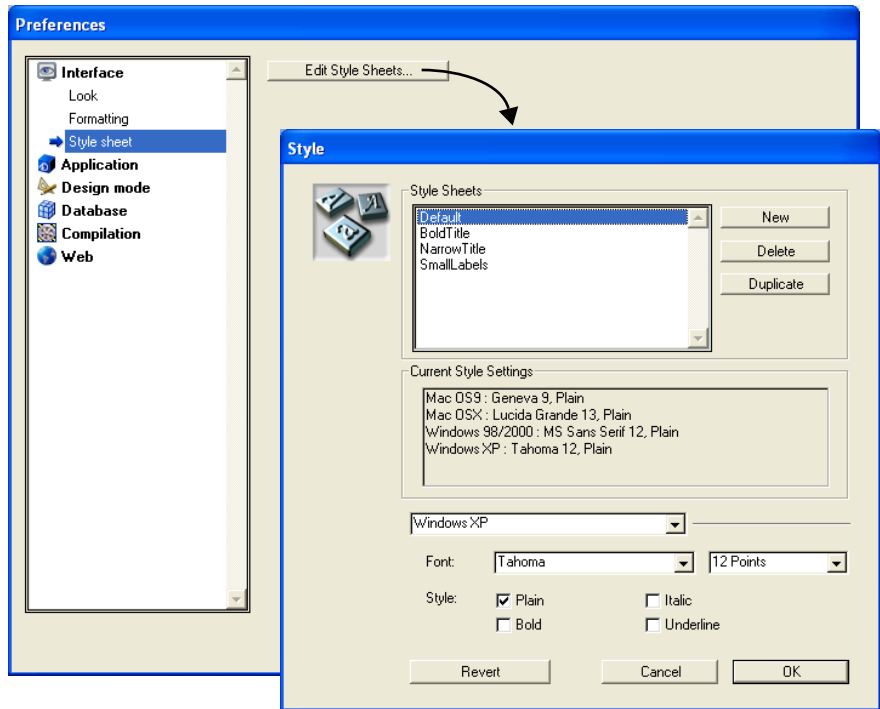 Preferences
Interface
Look
Formatting
Style sheet
Application
Design mode
Database
Compilation
Web
Edit Style Sheets...
Style
Style Sheets
Default
BoldTitle
NarrowTitle
SmallLabels
New
Delete
Duplicate
Current Style Settings
Mac OS9 : Geneva 9, Plain
Mac OSX : Lucida Grande 13, Plain
Windows 98/2000 : MS Sans Serif 12, Plain
Windows XP : Tahoma 12, Plain
Windows XP
Font: Tahoma 12 Points
Style: Plain Italic
Bold Underline
Revert Cancel OK